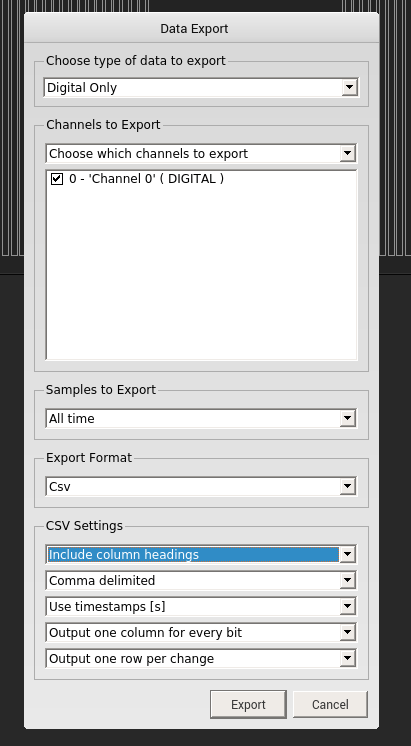 Data Export
Choose type of data to export
Digital Only
Channels to Export
Choose which channels to export
0 - 'Channel 0' ( DIGITAL )
Samples to Export
All time
Export Format
Csv
CSV Settings
Include column headings
Comma delimited
Use timestamps [s]
Output one column for every bit
Output one row per change
Export
Cancel